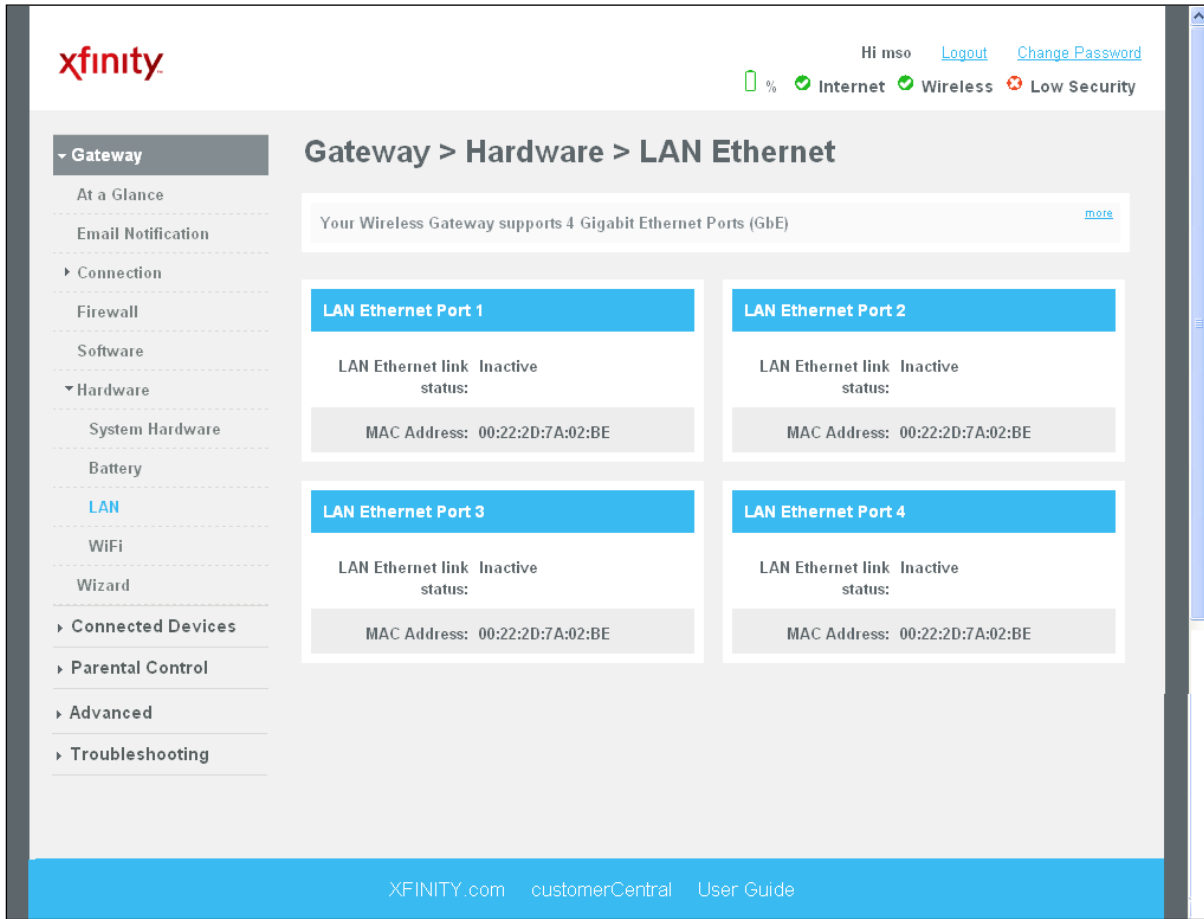 xfinity
Hi mso Logout Change Password
% Internet Wireless Low Security
Gateway
At a Glance
Email Notification
Connection
Firewall
Software
Hardware
System Hardware
Battery
LAN
WiFi
Wizard
Connected Devices
Parental Control
Advanced
Troubleshooting
Gateway > Hardware > LAN Ethernet
Your Wireless Gateway supports 4 Gigabit Ethernet Ports (GbE) more
LAN Ethernet Port 1
LAN Ethernet link Inactive
status:
MAC Address: 00:22:2D:7A:02:BE
LAN Ethernet Port 2
LAN Ethernet link Inactive
status:
MAC Address: 00:22:2D:7A:02:BE
LAN Ethernet Port 3
LAN Ethernet link Inactive
status:
MAC Address: 00:22:2D:7A:02:BE
LAN Ethernet Port 4
LAN Ethernet link Inactive
status:
MAC Address: 00:22:2D:7A:02:BE
XFINITY.com customerCentral User Guide